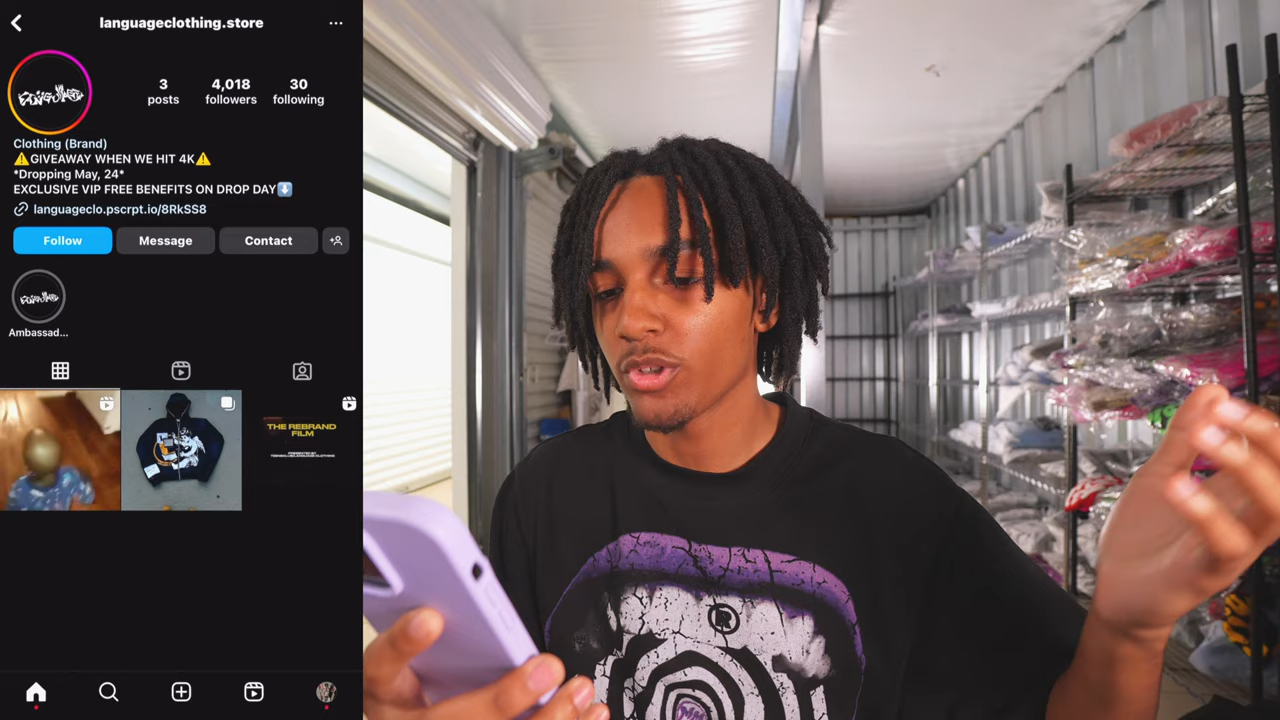 languageclothing.store
3
posts
4,018
followers
30
following
Clothing (Brand)
⚠️GIVEAWAY WHEN WE HIT 4K⚠️
*Dropping May, 24*
EXCLUSIVE VIP FREE BENEFITS ON DROP DAY⬇️
languageclo.pscrpt.io/8RkSS8
Follow
Message
Contact
Ambassad...
THE REBRAND
FILM
R